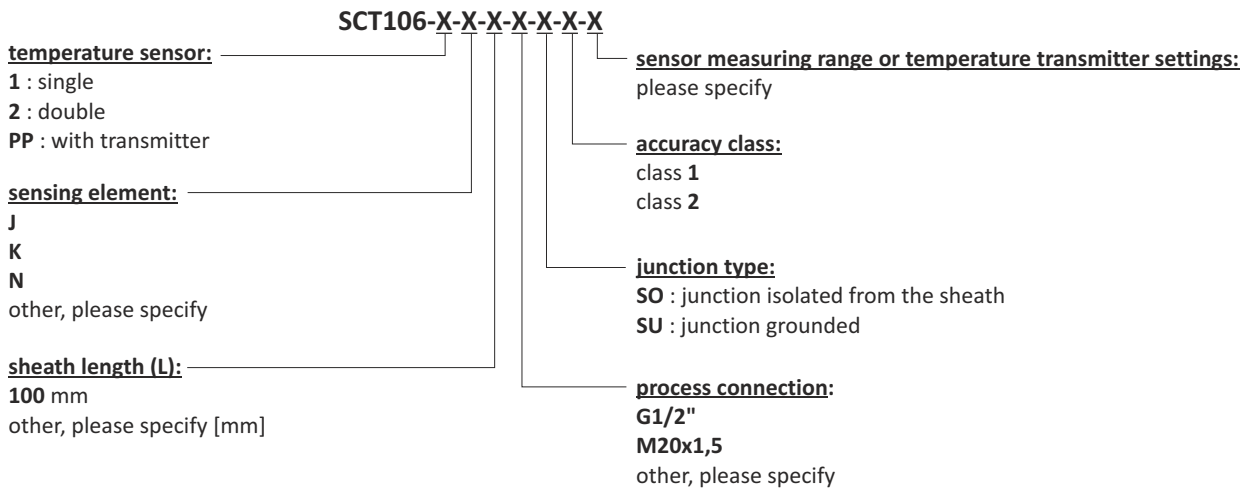 SCT106-X-X-X-X-X-X-X
temperature sensor:
1 : single
2 : double
PP : with transmitter
sensing element:
J
K
N
other, please specify
sheath length (L):
100 mm
other, please specify [mm]
sensor measuring range or temperature transmitter settings:
please specify
accuracy class:
class 1
class 2
junction type:
SO : junction isolated from the sheath
SU : junction grounded
process connection:
G1/2"
M20x1,5
other, please specify